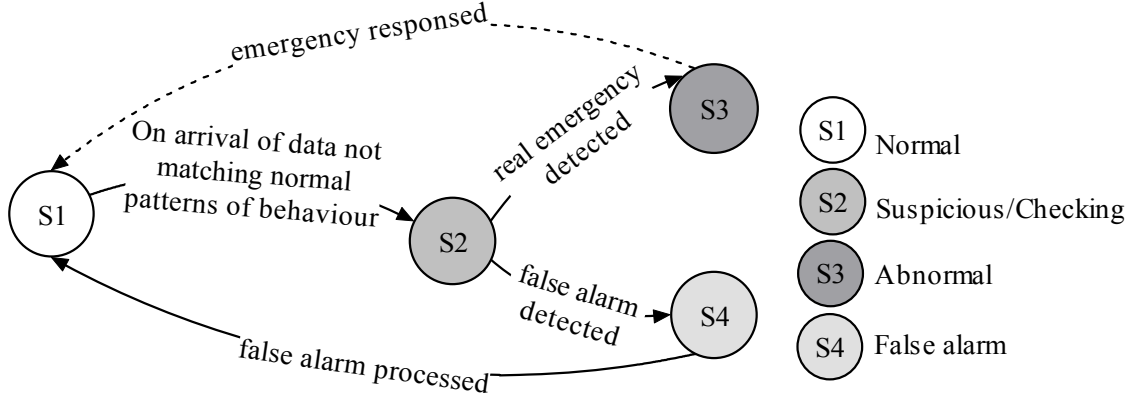 emergency responsed
On arrival of data not
matching normal
patterns of behaviour
real emergency
detected
S1
S2
S3
false alarm
detected
S4
false alarm processed
S1 Normal
S2 Suspicious/Checking
S3 Abnormal
S4 False alarm